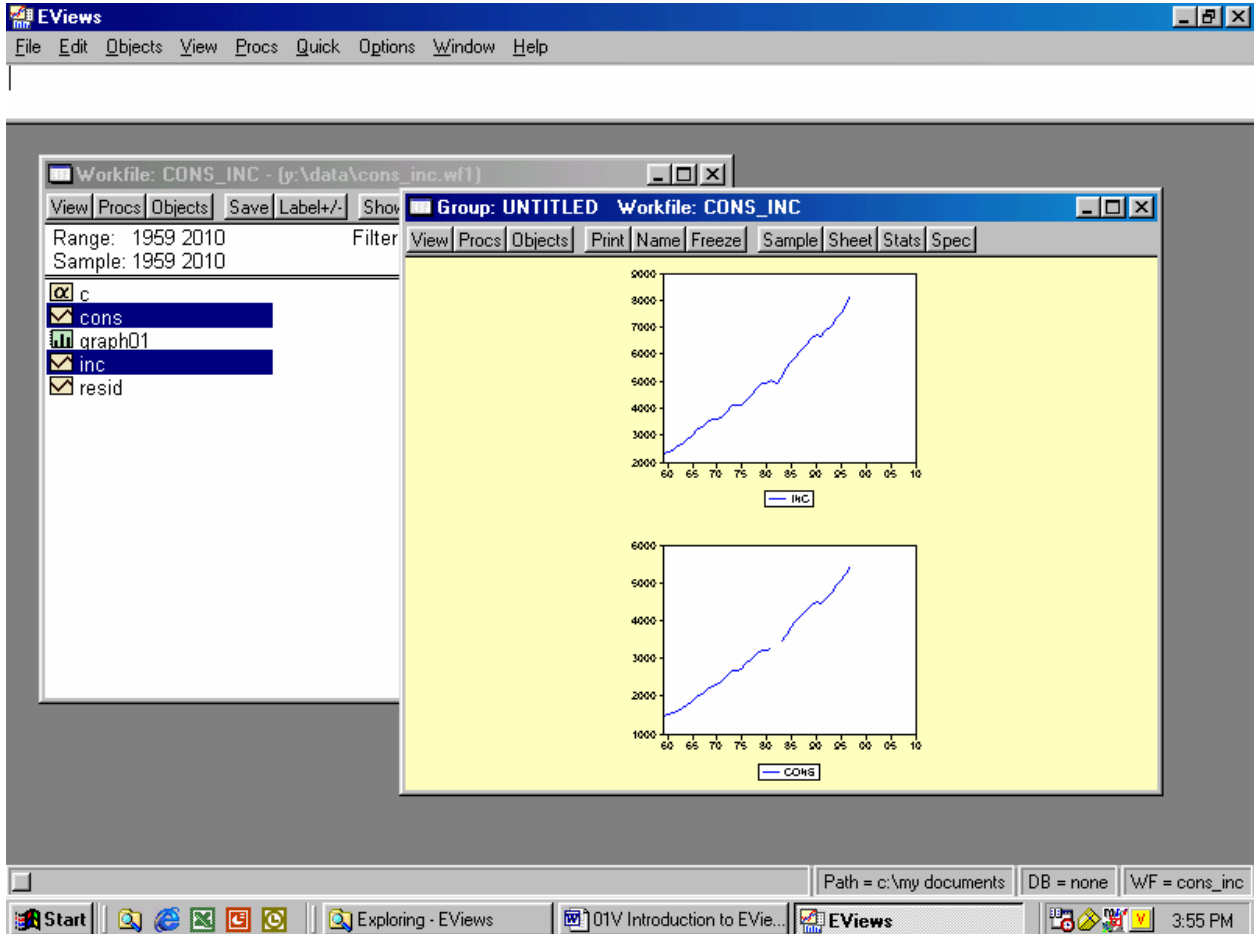 EViews
File Edit Objects View Procs Quick Options Window Help
Workfile: CONS_INC - (y:\data\cons_inc.wf1)
View Procs Objects Save Label+/- Show
Range: 1959 2010 Filter
Sample: 1959 2010
c
cons
graph01
inc
resid
Group: UNTITLED Workfile: CONS_INC
View Procs Objects Print Name Freeze Sample Sheet Stats Spec
9000
8000
7000
6000
5000
4000
3000
2000
60 65 70 75 80 85 90 95 00 05 10
INC
6000
5000
4000
3000
2000
1000
60 65 70 75 80 85 90 95 00 05 10
CONS
Path = c:\my documents DB = none WF = cons_inc
Start Exploring - EViews 01V Introduction to EVie... EViews 3:55 PM